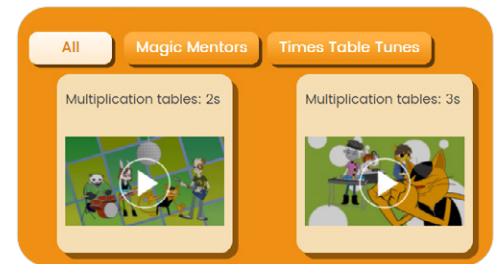 All
Magic Mentors
Times Table Tunes
Multiplication tables: 2s
Multiplication tables: 3s